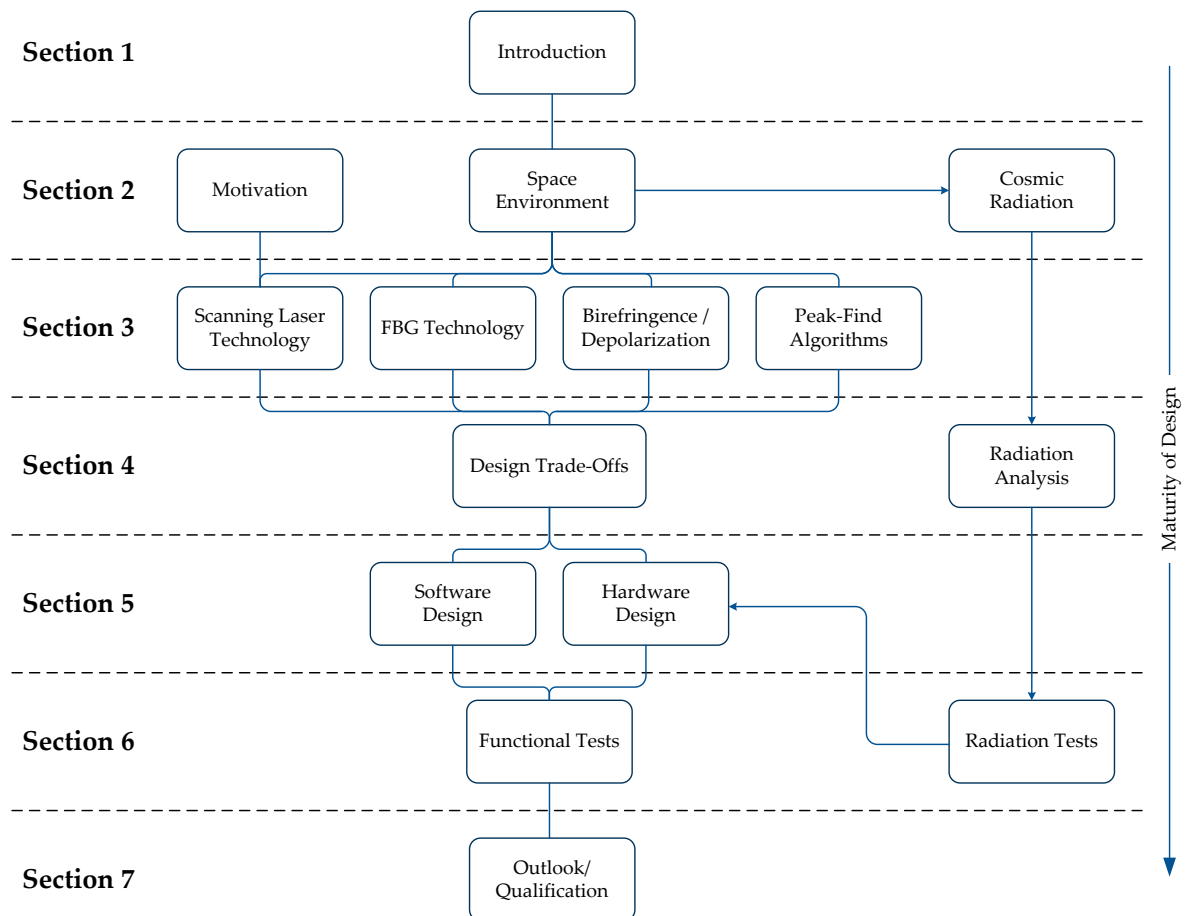 Section 1
Introduction
Section 2
Motivation
Space
Environment
Cosmic
Radiation
Section 3
Scanning Laser
Technology
FBG Technology
Birefringence /
Depolarization
Peak-Find
Algorithms
Section 4
Design Trade-Offs
Radiation
Analysis
Maturity of Design
Section 5
Software
Design
Hardware
Design
Section 6
Functional Tests
Radiation Tests
Section 7
Outlook/
Qualification